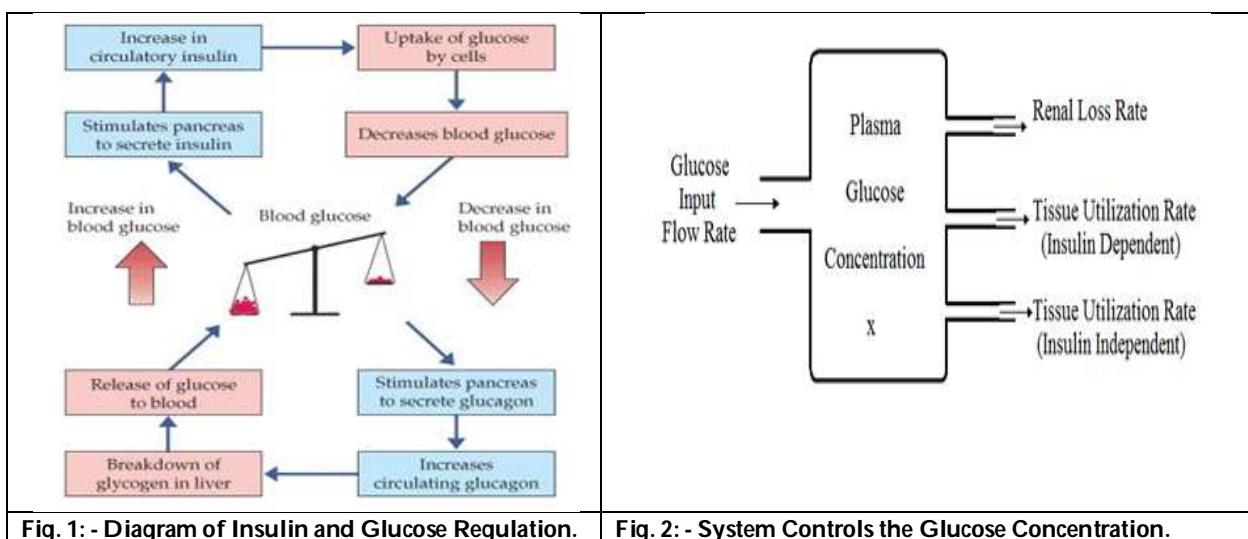 Increase in
circulatory insulin
Uptake of glucose
by cells
Stimulates pancreas
to secrete insulin
Decreases blood glucose
Increase in
blood glucose
Blood glucose
Decrease in
blood glucose
Release of glucose
to blood
Stimulates pancreas
to secrete glucagon
Breakdown of
glycogen in liver
Increases
circulating glucagon
Fig. 1: - Diagram of Insulin and Glucose Regulation.
Glucose
Input
Flow Rate
Plasma
Glucose
Concentration
x
Renal Loss Rate
Tissue Utilization Rate
(Insulin Dependent)
Tissue Utilization Rate
(Insulin Independent)
Fig. 2: - System Controls the Glucose Concentration.